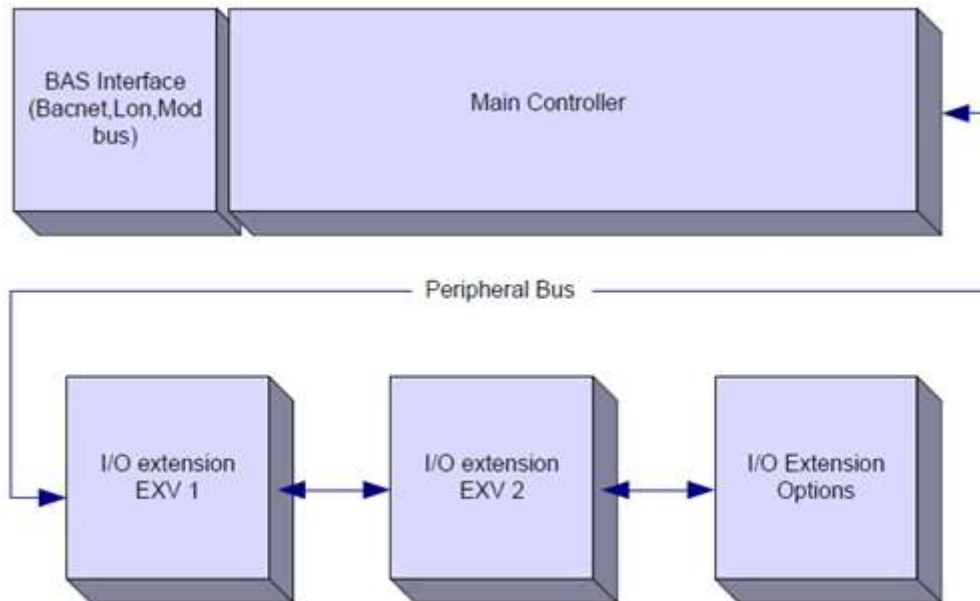 BAS Interface
(Bacnet,Lon,Mod
bus)
Main Controller
Peripheral Bus
I/O extension
EXV 1
I/O extension
EXV 2
I/O Extension
Options